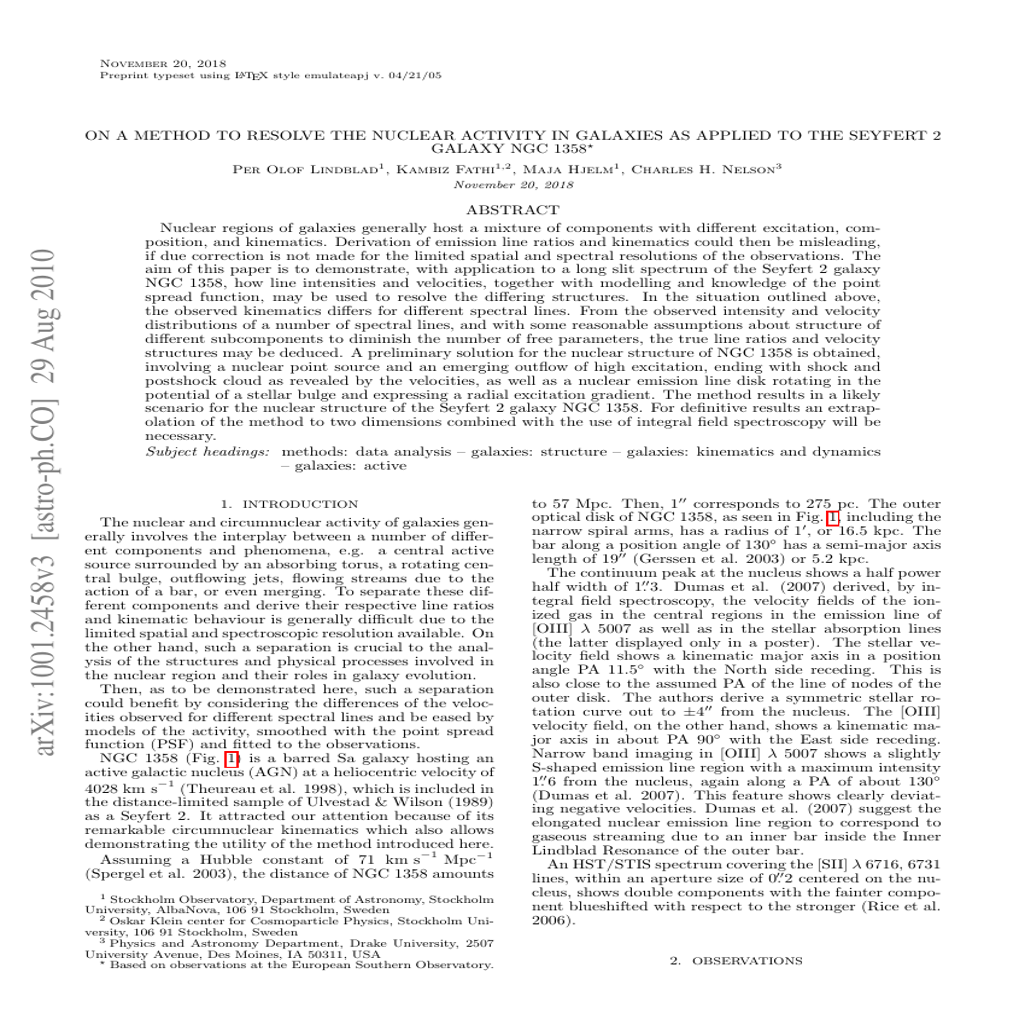 NOVEMBER 20, 2018
Preprint typeset using LATEX style emulateapj v. 04/21/05
ON A METHOD TO RESOLVE THE NUCLEAR ACTIVITY IN GALAXIES AS APPLIED TO THE SEYFERT 2
GALAXY NGC 1358⋆
PER OLOF LINDBLAD1, KAMBIZ FATHI1,2, MAJA HJELM1, CHARLES H. NELSON3
November 20, 2018
ABSTRACT
Nuclear regions of galaxies generally host a mixture of components with different excitation, com-
position, and kinematics. Derivation of emission line ratios and kinematics could then be misleading,
if due correction is not made for the limited spatial and spectral resolutions of the observations. The
aim of this paper is to demonstrate, with application to a long slit spectrum of the Seyfert 2 galaxy
NGC 1358, how line intensities and velocities, together with modelling and knowledge of the point
spread function, may be used to resolve the differing structures. In the situation outlined above,
the observed kinematics differs for different spectral lines. From the observed intensity and velocity
distributions of a number of spectral lines, and with some reasonable assumptions about structure of
different subcomponents to diminish the number of free parameters, the true line ratios and velocity
structures may be deduced. A preliminary solution for the nuclear structure of NGC 1358 is obtained,
involving a nuclear point source and an emerging outflow of high excitation, ending with shock and
postshock cloud as revealed by the velocities, as well as a nuclear emission line disk rotating in the
potential of a stellar bulge and expressing a radial excitation gradient. The method results in a likely
scenario for the nuclear structure of the Seyfert 2 galaxy NGC 1358. For definitive results an extrap-
olation of the method to two dimensions combined with the use of integral field spectroscopy will be
necessary.
Subject headings: methods: data analysis – galaxies: structure – galaxies: kinematics and dynamics
– galaxies: active
arXiv:1001.2458v3 [astro-ph.CO] 29 Aug 2010
1. INTRODUCTION
The nuclear and circumnuclear activity of galaxies gen-
erally involves the interplay between a number of differ-
ent components and phenomena, e.g. a central active
source surrounded by an absorbing torus, a rotating cen-
tral bulge, outflowing jets, flowing streams due to the
action of a bar, or even merging. To separate these dif-
ferent components and derive their respective line ratios
and kinematic behaviour is generally difficult due to the
limited spatial and spectroscopic resolution available. On
the other hand, such a separation is crucial to the anal-
ysis of the structures and physical processes involved in
the nuclear region and their roles in galaxy evolution.
Then, as to be demonstrated here, such a separation
could benefit by considering the differences of the veloc-
ities observed for different spectral lines and be eased by
models of the activity, smoothed with the point spread
function (PSF) and fitted to the observations.
NGC 1358 (Fig. 1) is a barred Sa galaxy hosting an
active galactic nucleus (AGN) at a heliocentric velocity of
4028 km s−1 (Theureau et al. 1998), which is included in
the distance-limited sample of Ulvestad & Wilson (1989)
as a Seyfert 2. It attracted our attention because of its
remarkable circumnuclear kinematics which also allows
demonstrating the utility of the method introduced here.
Assuming a Hubble constant of 71 km s−1 Mpc−1
(Spergel et al. 2003), the distance of NGC 1358 amounts
1 Stockholm Observatory, Department of Astronomy, Stockholm
University, AlbaNova, 106 91 Stockholm, Sweden
2 Oskar Klein center for Cosmoparticle Physics, Stockholm Uni-
versity, 106 91 Stockholm, Sweden
3 Physics and Astronomy Department, Drake University, 2507
University Avenue, Des Moines, IA 50311, USA
⋆ Based on observations at the European Southern Observatory.
to 57 Mpc. Then, 1′′ corresponds to 275 pc. The outer
optical disk of NGC 1358, as seen in Fig. 1, including the
narrow spiral arms, has a radius of 1′, or 16.5 kpc. The
bar along a position angle of 130° has a semi-major axis
length of 19′′ (Gerssen et al. 2003) or 5.2 kpc.
The continuum peak at the nucleus shows a half power
half width of 1.′′3. Dumas et al. (2007) derived, by in-
tegral field spectroscopy, the velocity fields of the ion-
ized gas in the central regions in the emission line of
[OIII] λ 5007 as well as in the stellar absorption lines
(the latter displayed only in a poster). The stellar ve-
locity field shows a kinematic major axis in a position
angle PA 11.5° with the North side receding. This is
also close to the assumed PA of the line of nodes of the
outer disk. The authors derive a symmetric stellar ro-
tation curve out to ±4′′ from the nucleus. The [OIII]
velocity field, on the other hand, shows a kinematic ma-
jor axis in about PA 90° with the East side receding.
Narrow band imaging in [OIII] λ 5007 shows a slightly
S-shaped emission line region with a maximum intensity
1.′′6 from the nucleus, again along a PA of about 130°
(Dumas et al. 2007). This feature shows clearly deviat-
ing negative velocities. Dumas et al. (2007) suggest the
elongated nuclear emission line region to correspond to
gaseous streaming due to an inner bar inside the Inner
Lindblad Resonance of the outer bar.
An HST/STIS spectrum covering the [SII] λ 6716, 6731
lines, within an aperture size of 0.′′2 centered on the nu-
cleus, shows double components with the fainter compo-
nent blueshifted with respect to the stronger (Rice et al.
2006).
2. OBSERVATIONS